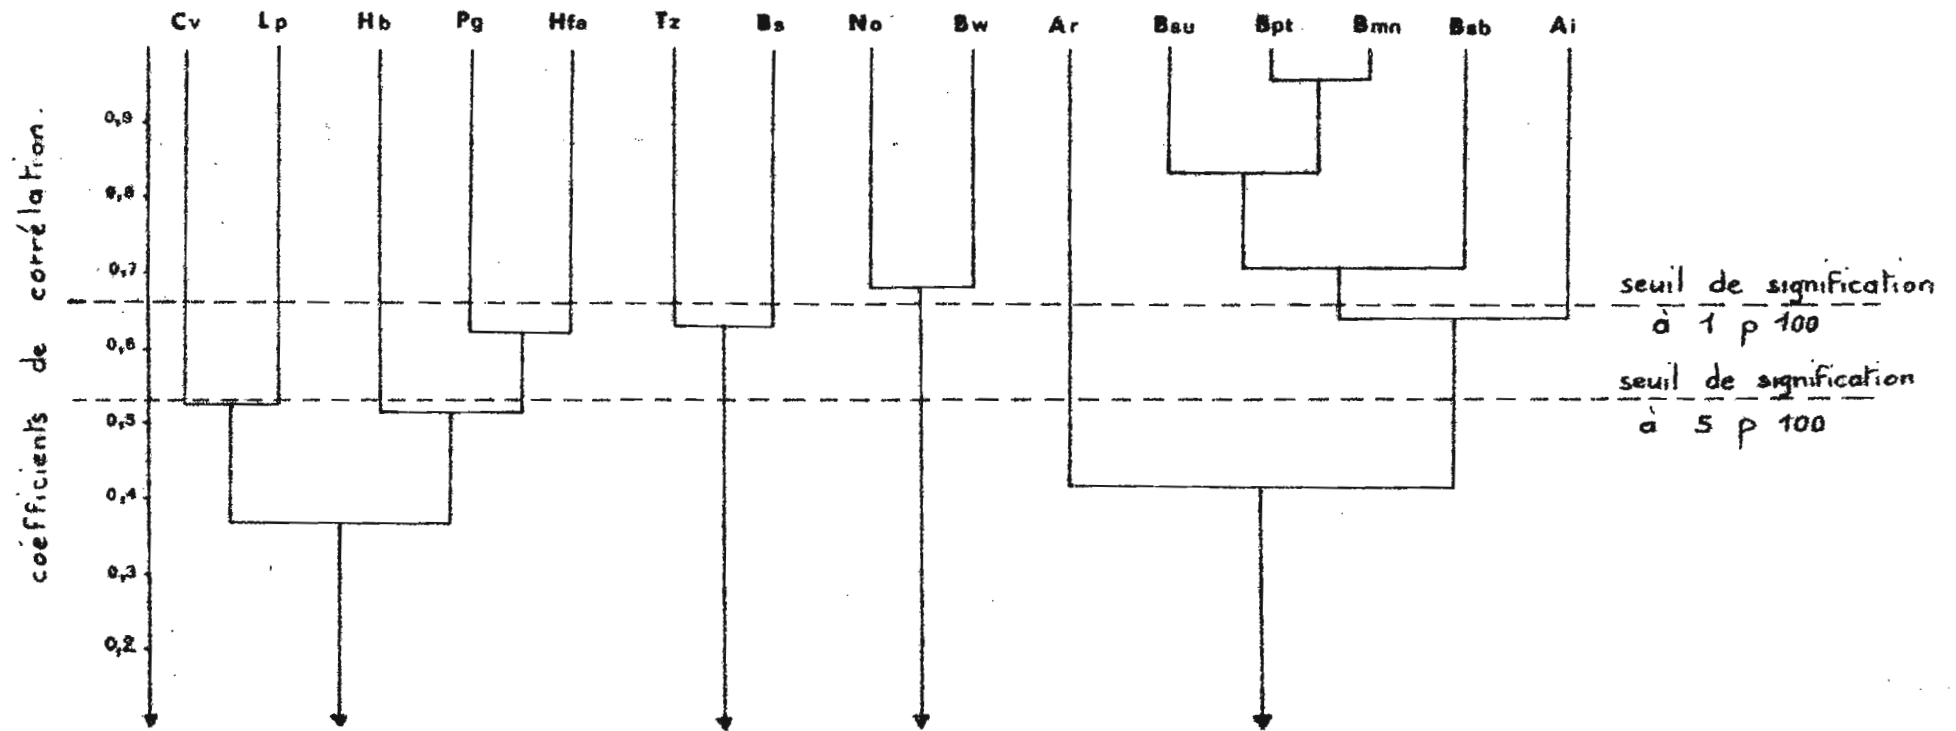 Cv Lp Hb Pg Hfa Tz Bs No Bw Ar Bsu Bpt Bmn Bsb Ai
coéfficients de corrélation.
0,9
0,8
0,7
0,6
0,5
0,4
0,3
0,2
seuil de signification
à 1 p 100
seuil de signification
à 5 p 100